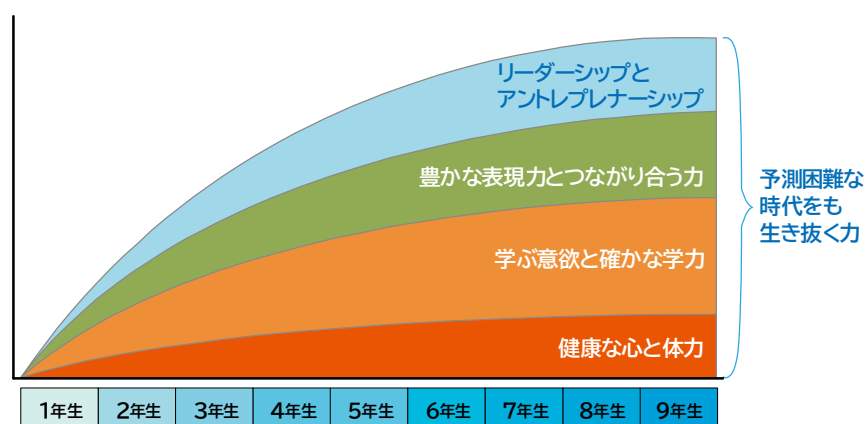 リーダーシップと
アントレプレナーシップ
豊かな表現力とつながり合う力
学ぶ意欲と確かな学力
健康な心と体力
予測困難な
時代をも
生き抜く力
1年生 2年生 3年生 4年生 5年生 6年生 7年生 8年生 9年生